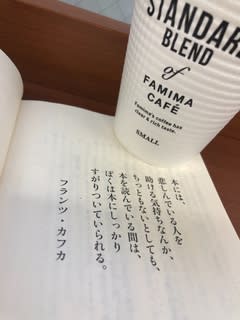 STANDARD
BLEND
of
FAMIMA
CAFÉ
Famima's coffee has
clear & rich taste.
SMALL
本には、
悲しんでいる人を
助ける気持ちなんか、
ちっともないとしても、
本を読んでいる間は、
ぼくは本にしっかり
すがりついていられる。
フランツ・カフカ